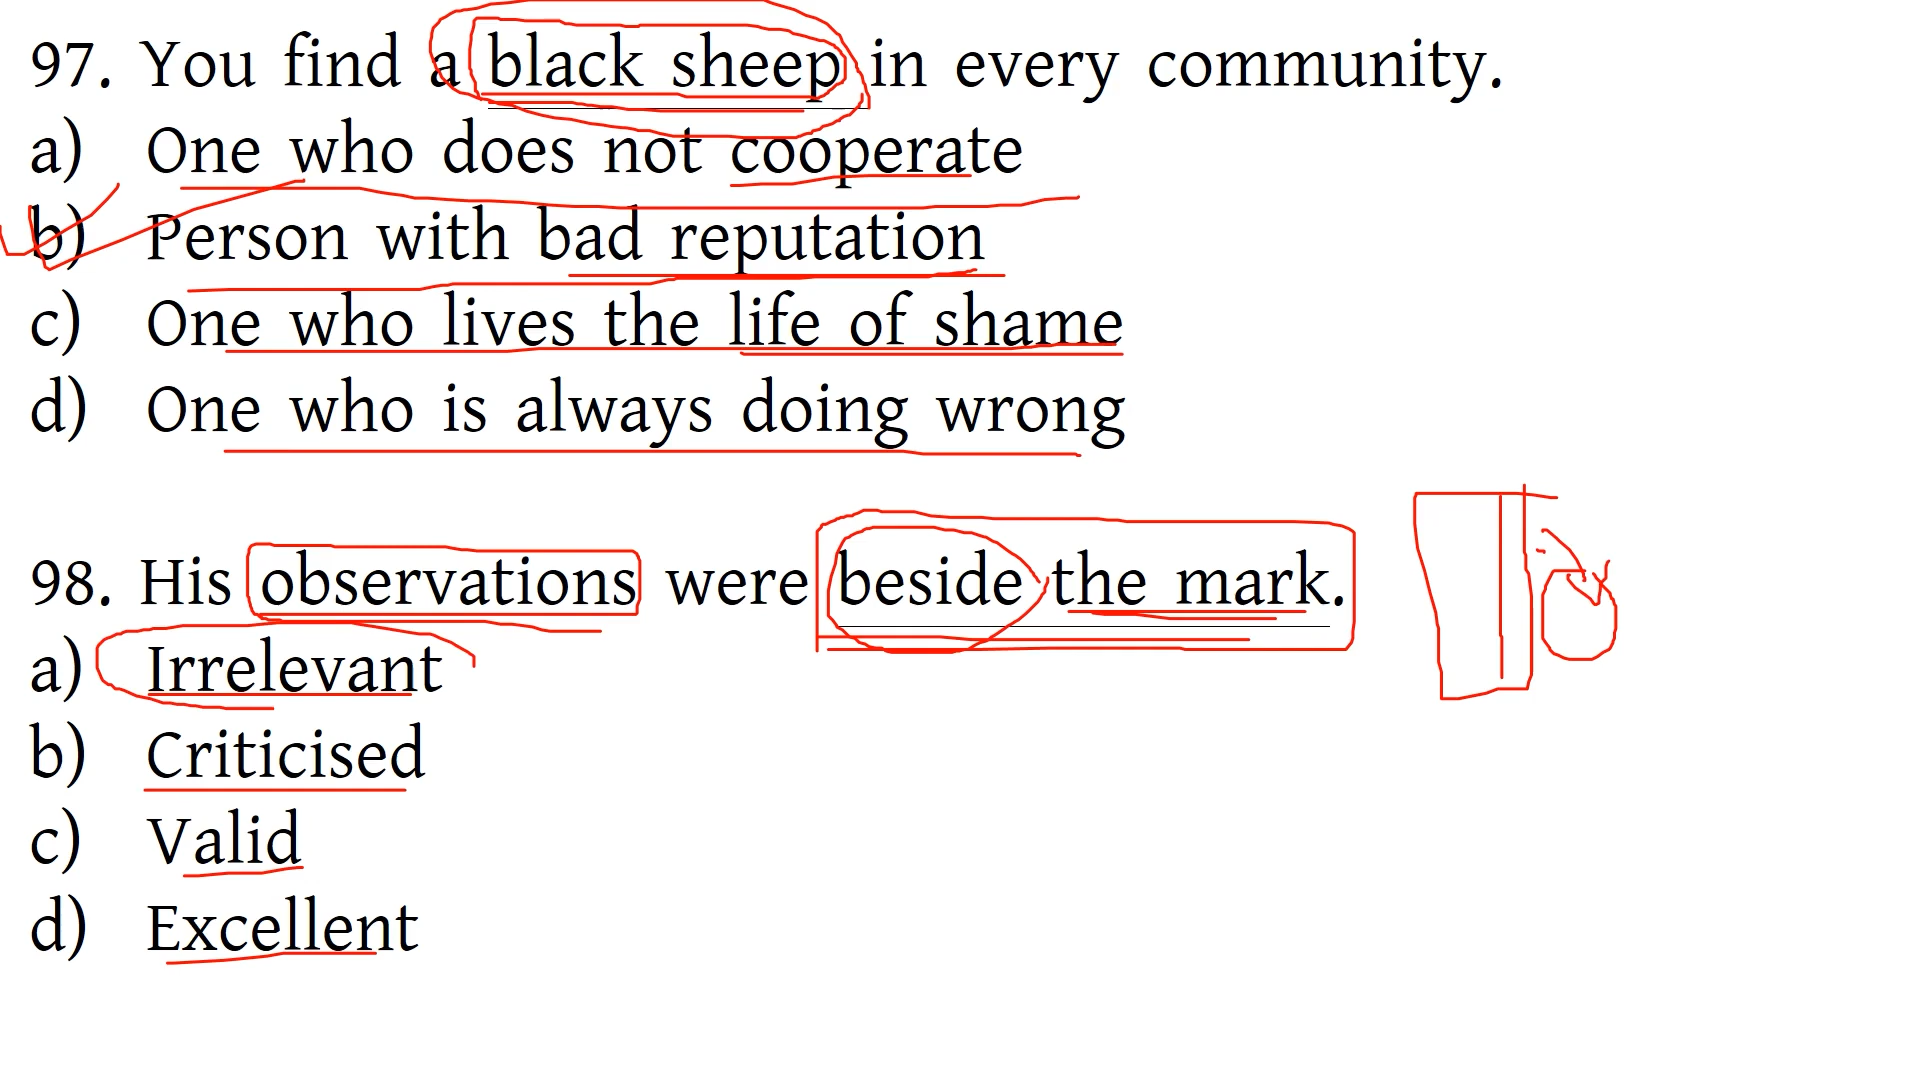 97. You find a black sheep in every community.
a) One who does not cooperate
b) Person with bad reputation
c) One who lives the life of shame
d) One who is always doing wrong
98. His observations were beside the mark.
a) Irrelevant
b) Criticised
c) Valid
d) Excellent